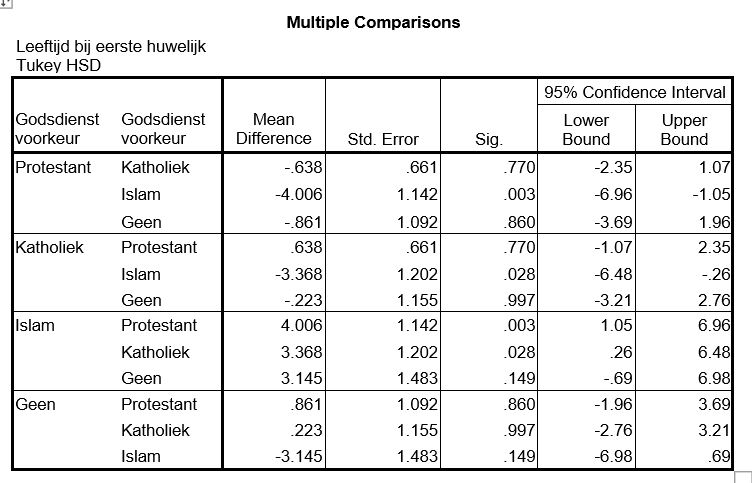 Multiple Comparisons
Leeftijd bij eerste huwelijk
Tukey HSD
95% Confidence Interval
Godsdienst voorkeur Godsdienst voorkeur Mean Difference Std. Error Sig. Lower Bound Upper Bound
Protestant Katholiek -.638 .661 .770 -2.35 1.07
Islam -4.006 1.142 .003 -6.96 -1.05
Geen -.861 1.092 .860 -3.69 1.96
Katholiek Protestant .638 .661 .770 -1.07 2.35
Islam -3.368 1.202 .028 -6.48 -.26
Geen -.223 1.155 .997 -3.21 2.76
Islam Protestant 4.006 1.142 .003 1.05 6.96
Katholiek 3.368 1.202 .028 .26 6.48
Geen 3.145 1.483 .149 -.69 6.98
Geen Protestant .861 1.092 .860 -1.96 3.69
Katholiek .223 1.155 .997 -2.76 3.21
Islam -3.145 1.483 .149 -6.98 .69